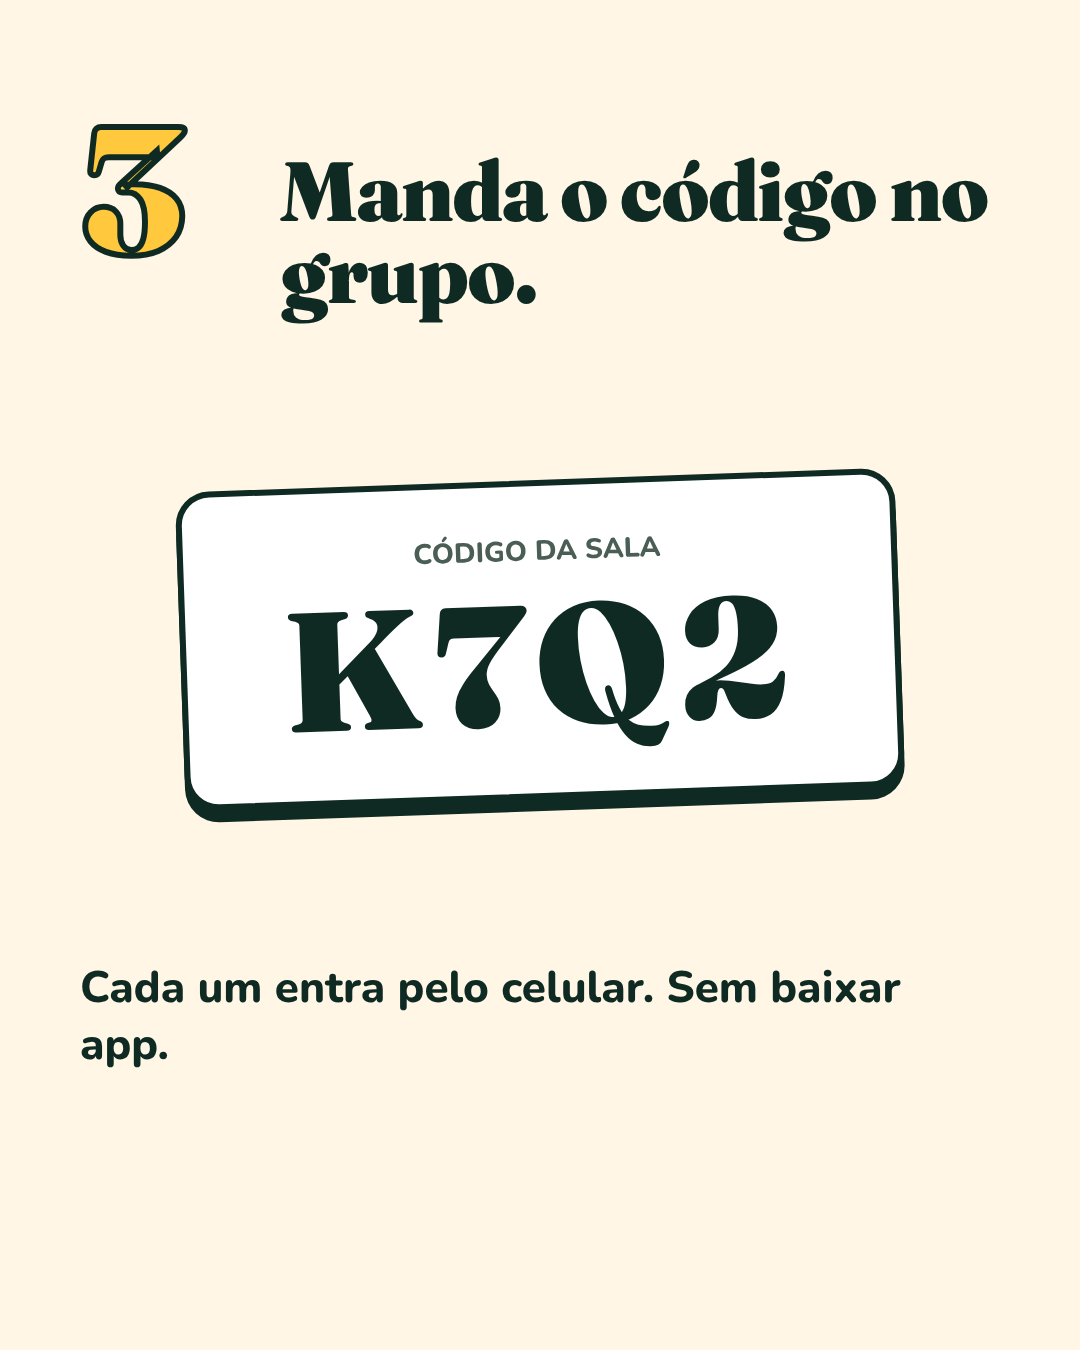 3
Manda o código no
grupo.
CÓDIGO DA SALA
K7Q2
Cada um entra pelo celular. Sem baixar
app.